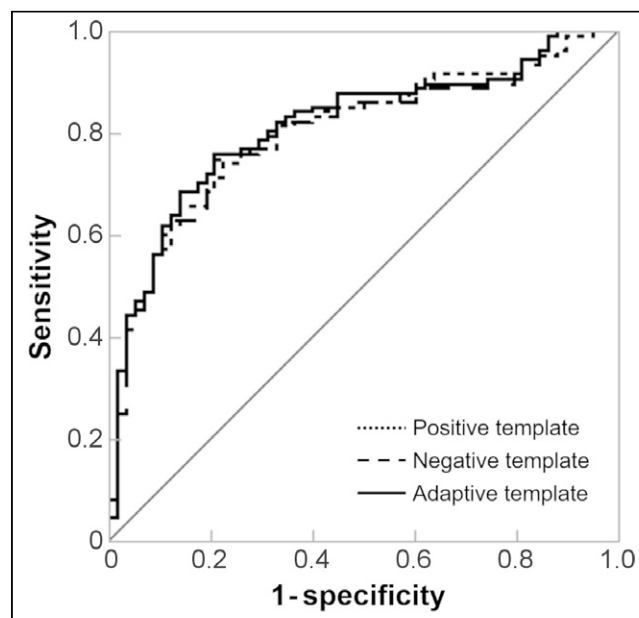 1.0
0.8
0.6
0.4
0.2
0
Sensitivity
Positive template
Negative template
Adaptive template
0 0.2 0.4 0.6 0.8 1.0
1-specificity